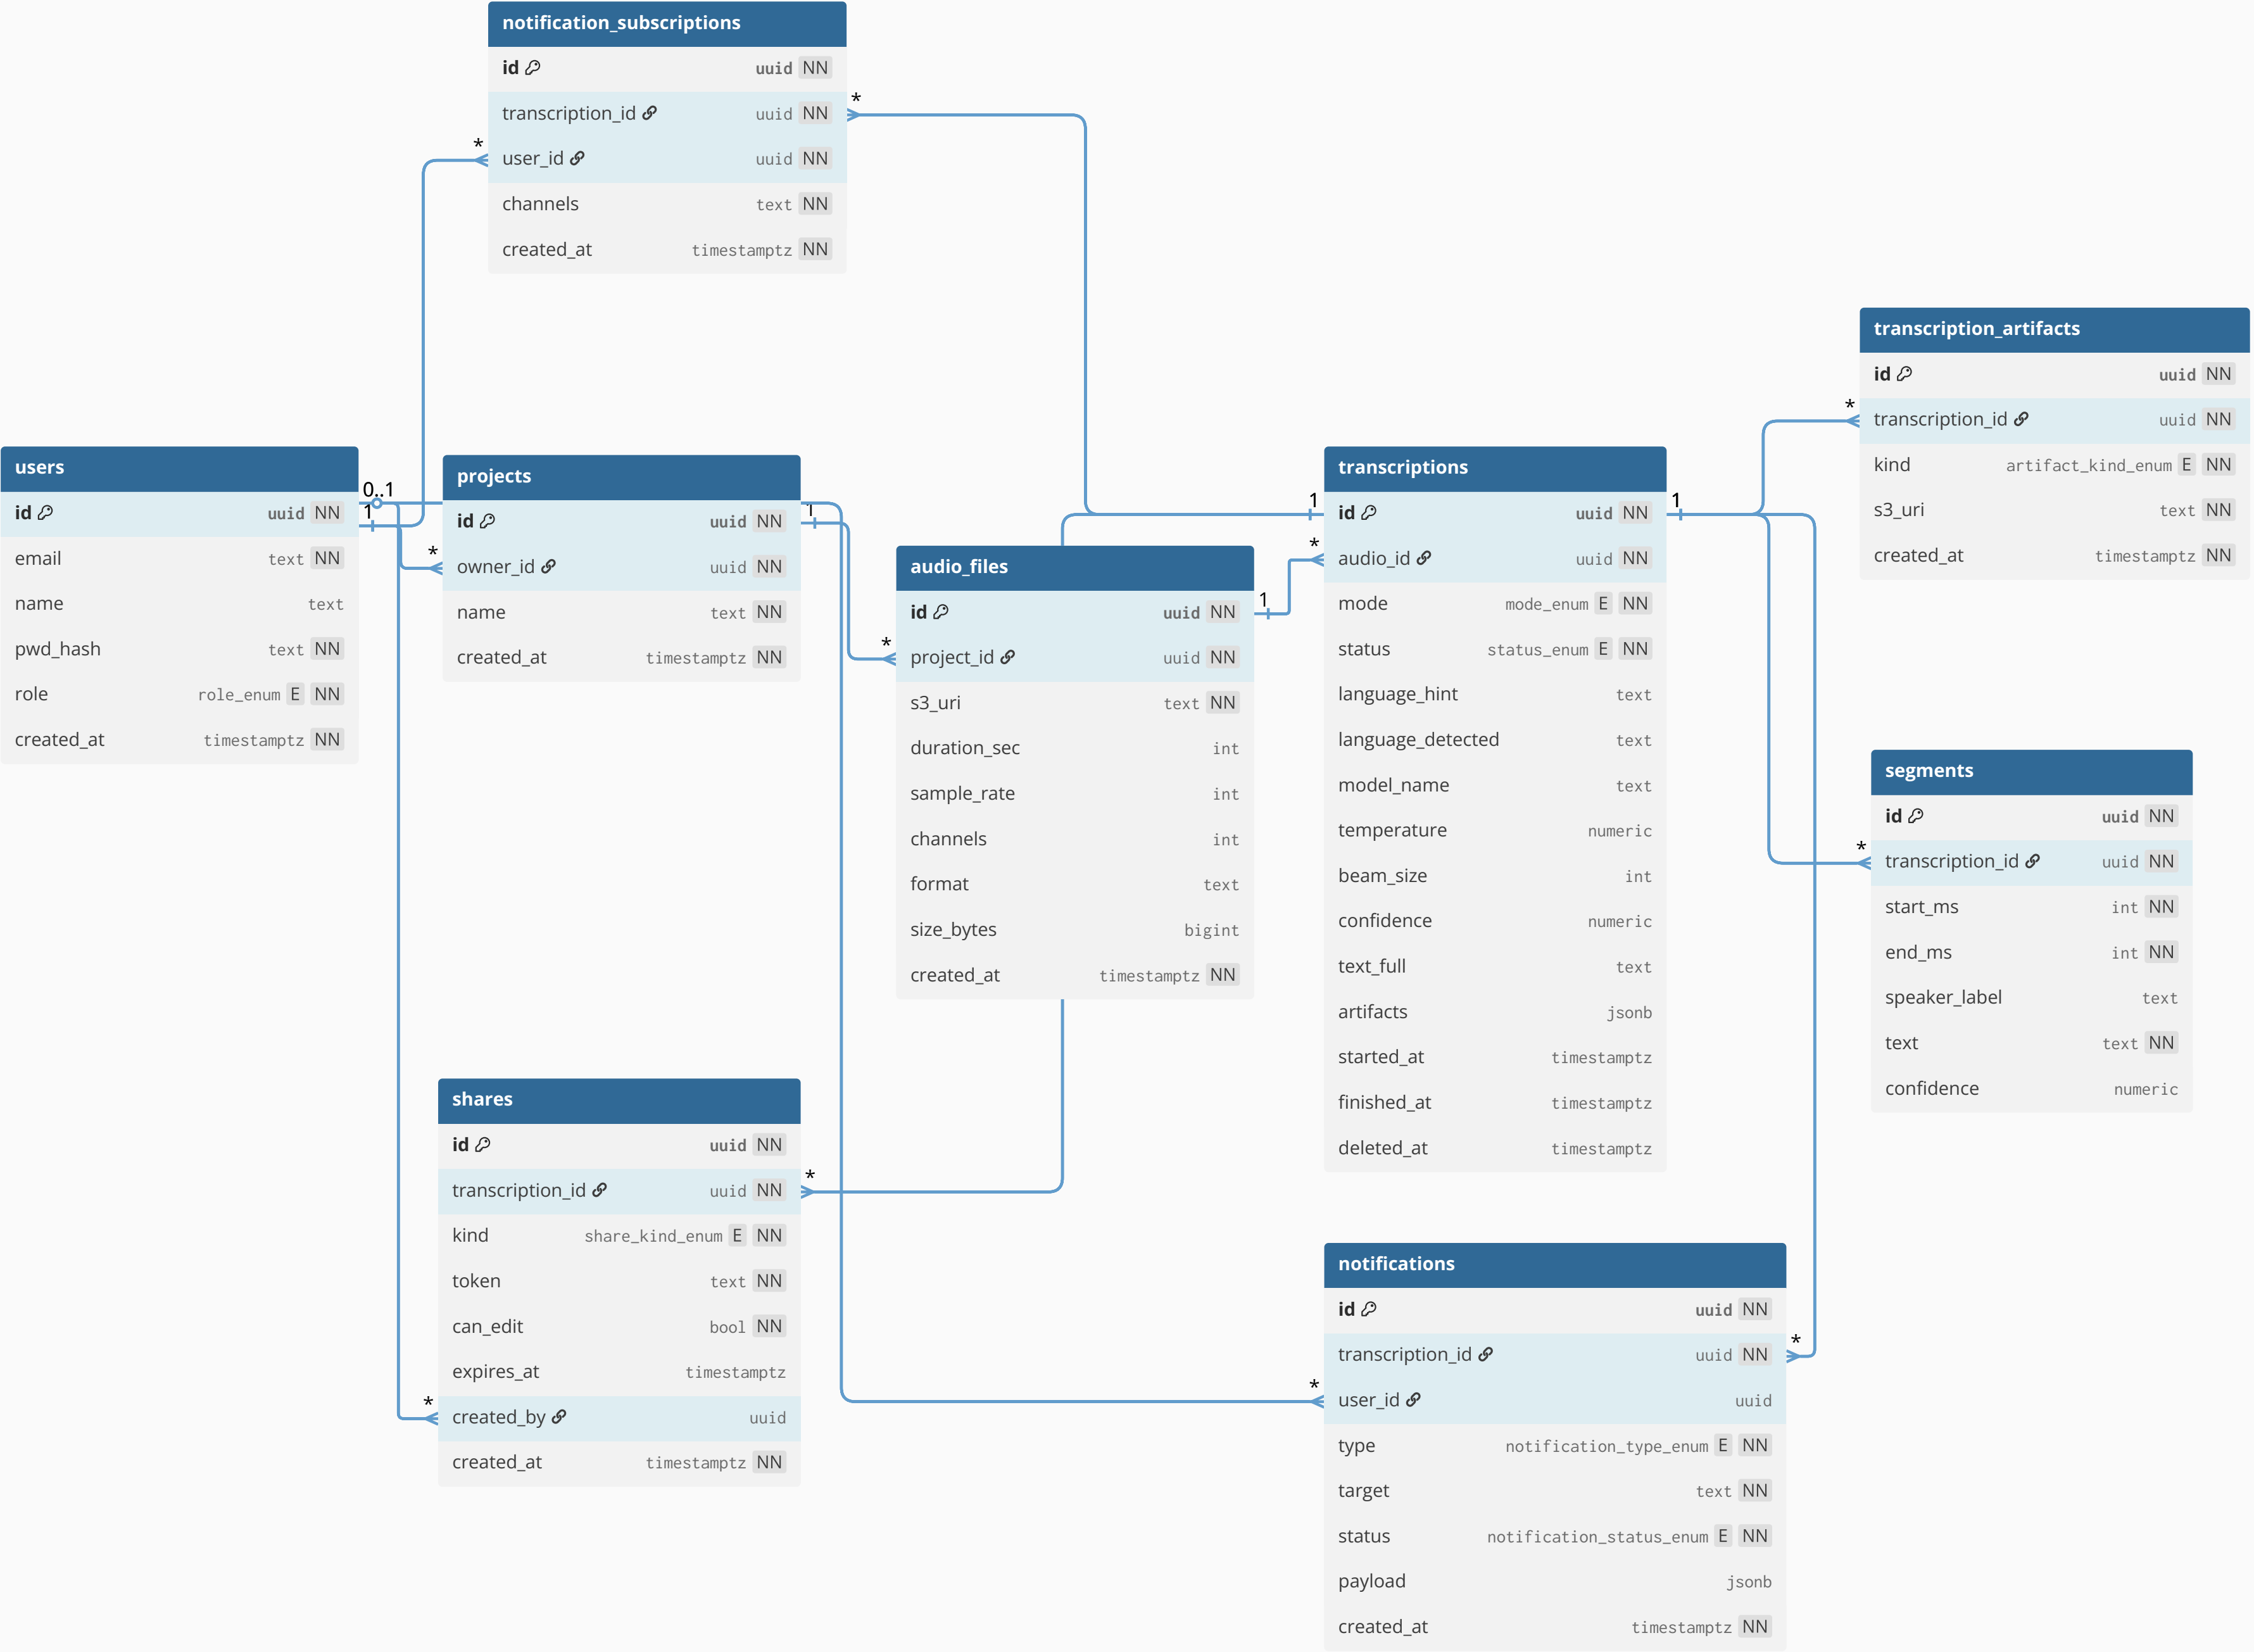 notification_subscriptions
id uuid NN
transcription_id uuid NN
user_id uuid NN
channels text NN
created_at timestamptz NN
*
*
users
id uuid NN
email text NN
name text
pwd_hash text NN
role role_enum E NN
created_at timestamptz NN
0..1
1
*
projects
id uuid NN
owner_id uuid NN
name text NN
created_at timestamptz NN
1
*
audio_files
id uuid NN
project_id uuid NN
s3_uri text NN
duration_sec int
sample_rate int
channels int
format text
size_bytes bigint
created_at timestamptz NN
1
1
*
transcriptions
id uuid NN
audio_id uuid NN
mode mode_enum E NN
status status_enum E NN
language_hint text
language_detected text
model_name text
temperature numeric
beam_size int
confidence numeric
text_full text
artifacts jsonb
started_at timestamptz
finished_at timestamptz
deleted_at timestamptz
1
*
transcription_artifacts
id uuid NN
transcription_id uuid NN
kind artifact_kind_enum E NN
s3_uri text NN
created_at timestamptz NN
*
segments
id uuid NN
transcription_id uuid NN
start_ms int NN
end_ms int NN
speaker_label text
text text NN
confidence numeric
shares
id uuid NN
transcription_id uuid NN
kind share_kind_enum E NN
token text NN
can_edit bool NN
expires_at timestamptz
created_by uuid
created_at timestamptz NN
*
*
notifications
id uuid NN
transcription_id uuid NN
user_id uuid
type notification_type_enum E NN
target text NN
status notification_status_enum E NN
payload jsonb
created_at timestamptz NN
*
*